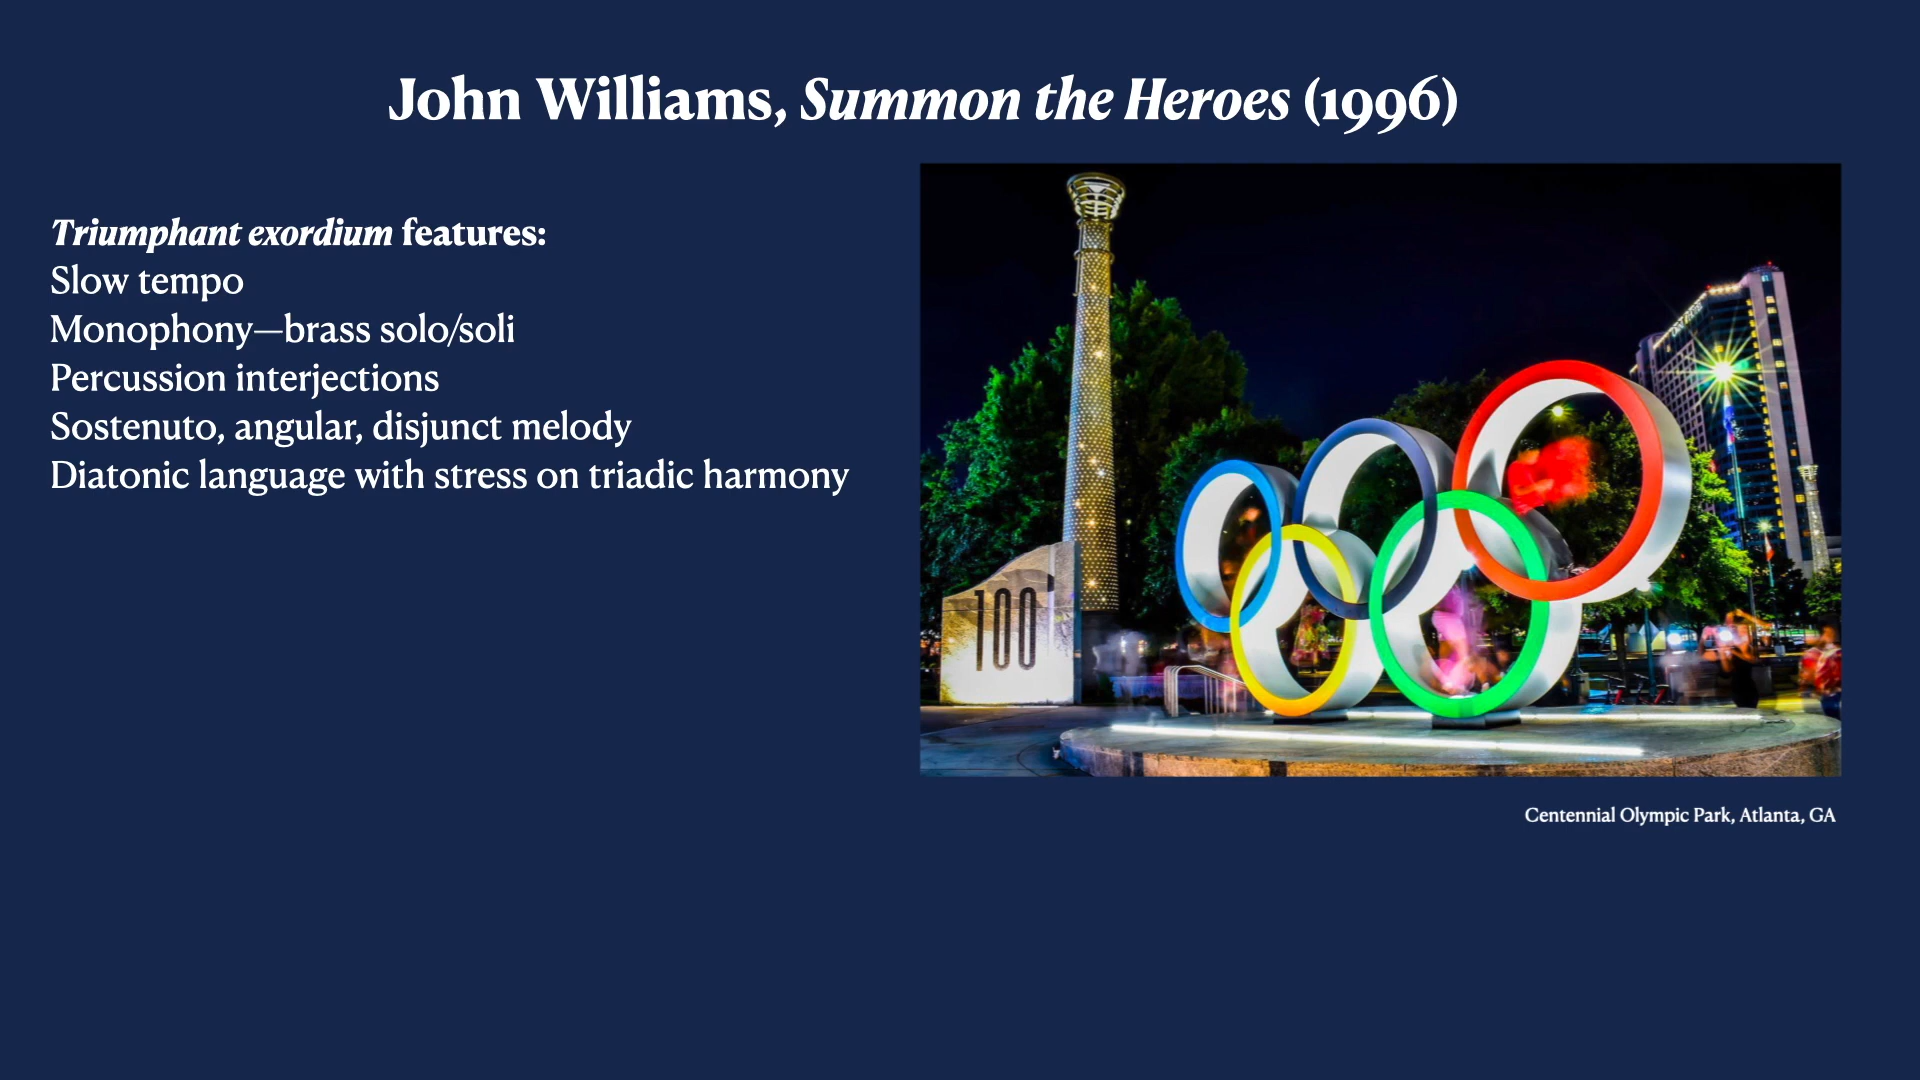 John Williams, Summon the Heroes (1996)
Triumphant exordium features:
Slow tempo
Monophony—brass solo/soli
Percussion interjections
Sostenuto, angular, disjunct melody
Diatonic language with stress on triadic harmony
100
Centennial Olympic Park, Atlanta, GA